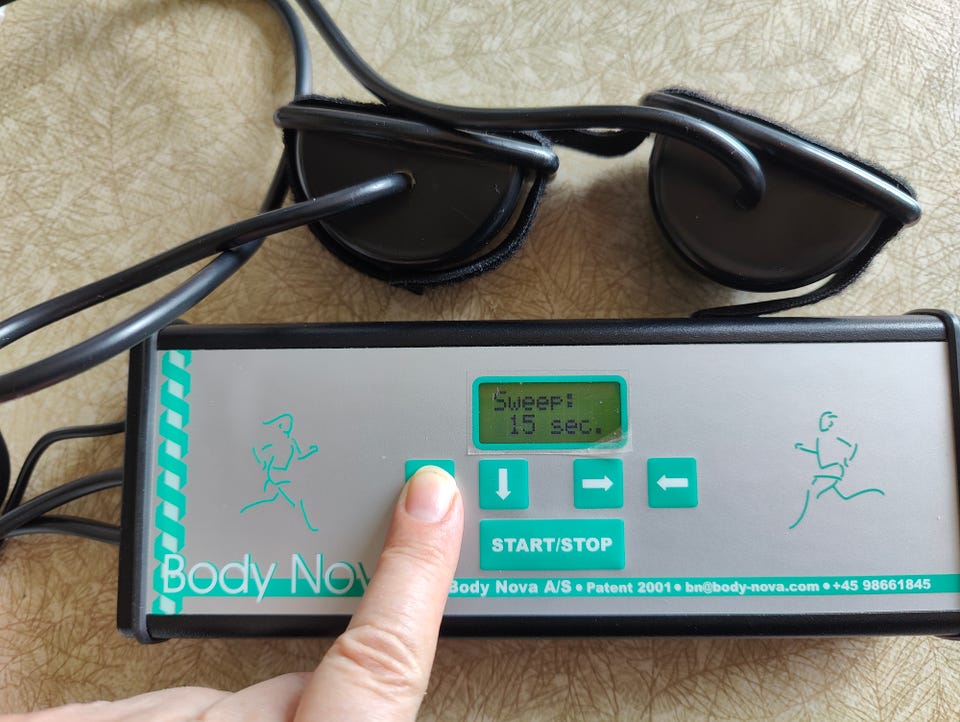 Sweep:
15 sec.
START/STOP
Body Nov
Body Nova A/S • Patent 2001 • bn@body-nova.com • +45 98661845